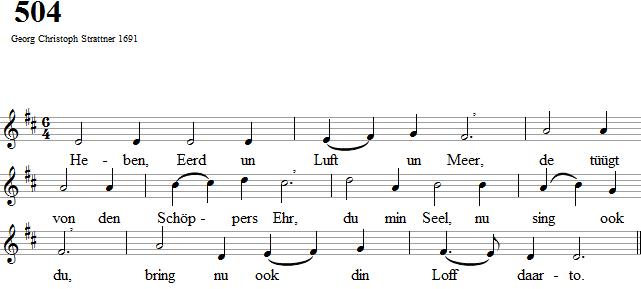 504
Georg Christoph Strattner 1691
He - ben, Eerd un Luft un Meer, de tüügt
von den Schöp - pers Ehr, du min Seel, nu sing ook
du, bring nu ook din Loff daar - to.